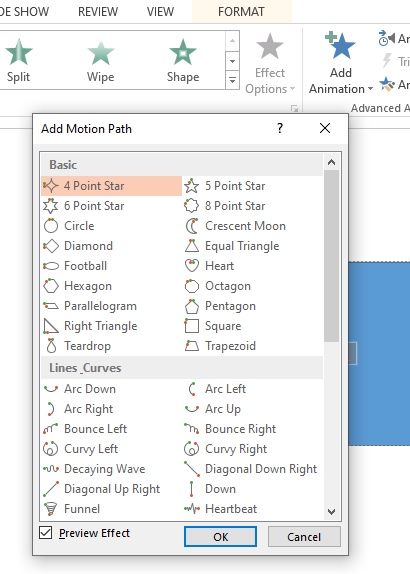 DE SHOW REVIEW VIEW FORMAT
Split Wipe Shape Effect Options Add Animation
Advanced A
Add Motion Path ?
Basic
4 Point Star 5 Point Star
6 Point Star 8 Point Star
Circle Crescent Moon
Diamond Equal Triangle
Football Heart
Hexagon Octagon
Parallelogram Pentagon
Right Triangle Square
Teardrop Trapezoid
Lines_Curves
Arc Down Arc Left
Arc Right Arc Up
Bounce Left Bounce Right
Curvy Left Curvy Right
Decaying Wave Diagonal Down Right
Diagonal Up Right Down
Funnel Heartbeat
Preview Effect OK Cancel